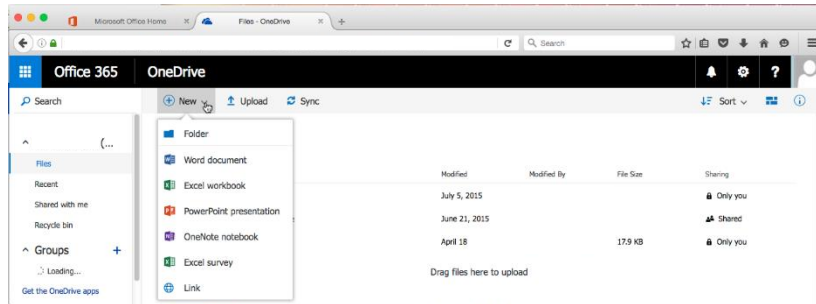 Microsoft Office Home
Files - OneDrive
Search
Office 365
OneDrive
?
Search
New
Upload
Sync
Sort
(...
Files
Recent
Shared with me
Recycle bin
Groups +
Loading...
Get the OneDrive apps
Folder
Word document
Excel workbook
PowerPoint presentation
OneNote notebook
Excel survey
Link
Modified Modified By File Size Sharing
July 5, 2015 Only you
June 21, 2015 Shared
April 18 17.9 KB Only you
Drag files here to upload